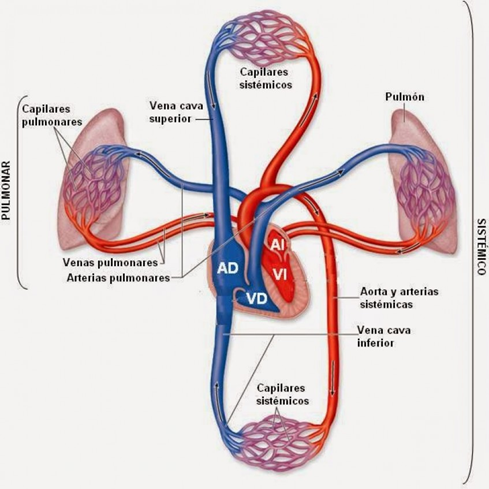 Capilares
sistémicos
Vena cava
superior
Capilares
pulmonares
Pulmón
PULMONAR
SISTÉMICO
Venas pulmonares
Arterias pulmonares
AD
AI
VI
VD
Aorta y arterias
sistémicas
Vena cava
inferior
Capilares
sistémicos